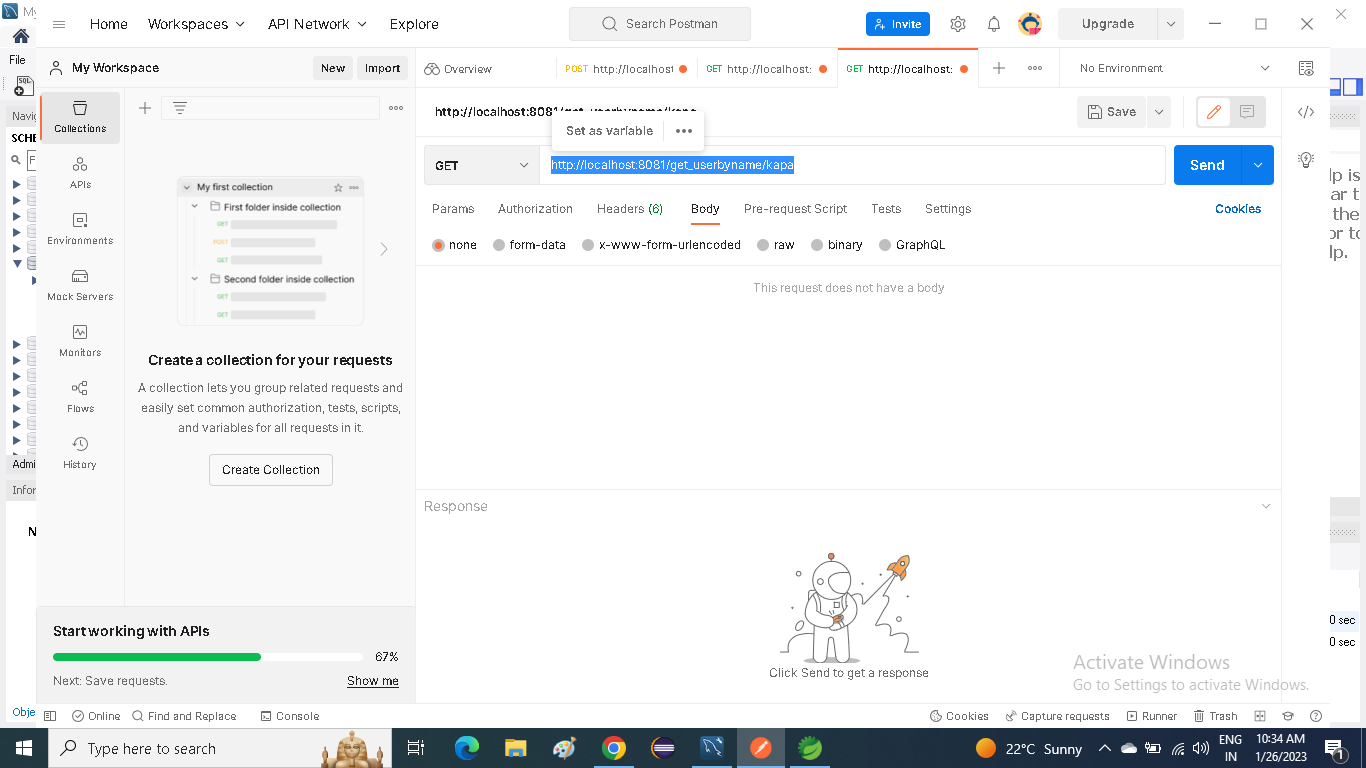 My
Home
Workspaces
API Network
Explore
Search Postman
Invite
Upgrade
File
My Workspace
New
Import
Overview
POST http://localhost
GET http://localhost:
GET http://localhost:
No Environment
SQL
Navig
SCHE
F
Collections
APIs
Environments
Mock Servers
Monitors
Flows
History
Admi
Infor
N
Obje
My first collection
First folder inside collection
GET
POST
GET
Second folder inside collection
GET
GET
Create a collection for your requests
A collection lets you group related requests and
easily set common authorization, tests, scripts,
and variables for all requests in it.
Create Collection
Start working with APIs
67%
Next: Save requests.
Show me
http://localhost:8081/get_userbyname/kapa
Save
Set as variable
GET
http://localhost:8081/get_userbyname/kapa
Send
Params
Authorization
Headers (6)
Body
Pre-request Script
Tests
Settings
Cookies
none
form-data
x-www-form-urlencoded
raw
binary
GraphQL
This request does not have a body
Response
Click Send to get a response
lp is
ar t
the
or to
lp.
0 sec
0 sec
Activate Windows
Go to Settings to activate Windows.
Online
Find and Replace
Console
Cookies
Capture requests
Runner
Trash
Type here to search
22°C Sunny
ENG
IN
10:34 AM
1/26/2023
1